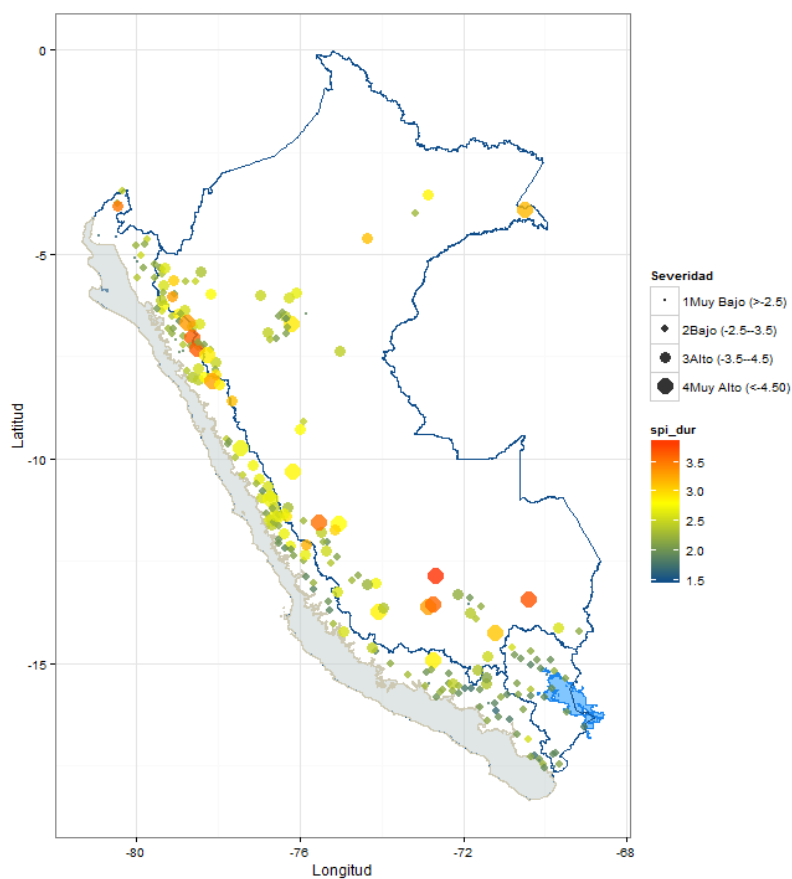 0
-5
-10
-15
-80
-76
-72
-68
Longitud
Latitud
Severidad
1Muy Bajo (>-2.5)
2Bajo (-2.5--3.5)
3Alto (-3.5--4.5)
4Muy Alto (<-4.50)
spi_dur
3.5
3.0
2.5
2.0
1.5